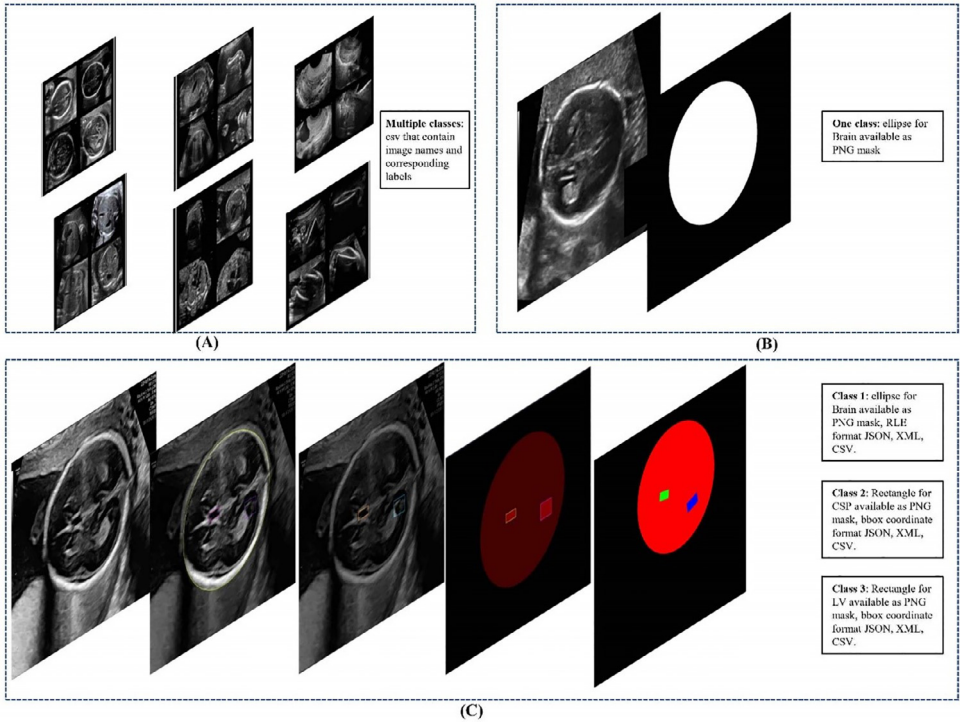 Multiple classes:
csv that contain
image names and
corresponding
labels
One class: ellipse for
Brain available as
PNG mask
(A)
(B)
Class 1: ellipse for
Brain available as
PNG mask, RLE
format JSON, XML,
CSV.
Class 2: Rectangle for
CSP available as PNG
mask, bbox coordinate
format JSON, XML,
CSV.
Class 3: Rectangle for
LV available as PNG
mask, bbox coordinate
format JSON, XML,
CSV.
(C)